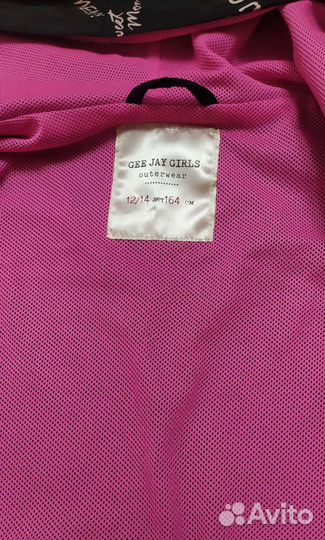 GEE JAY GIRLS
outerwear
12/14 лет 164 см
Avito